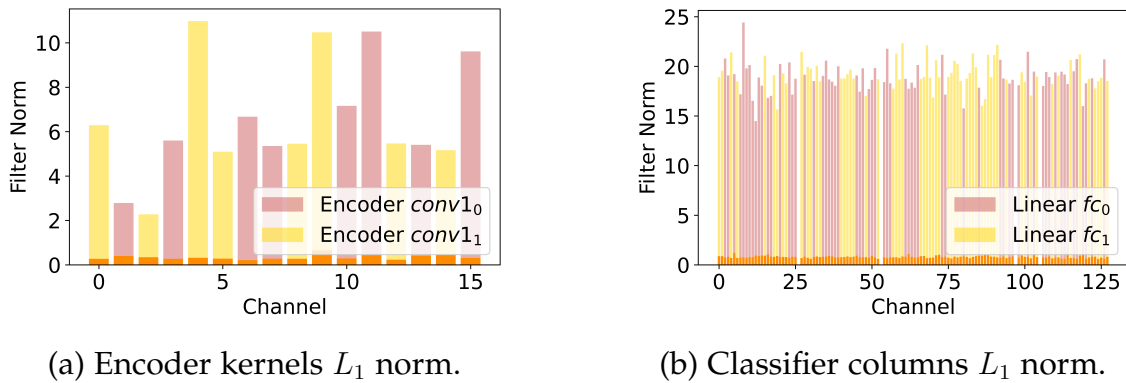 10
8
6
4
2
0
Filter Norm
Encoder conv1₀
Encoder conv1₁
0 5 10 15
Channel
(a) Encoder kernels L₁ norm.
25
20
15
10
5
0
Filter Norm
Linear fc₀
Linear fc₁
0 25 50 75 100 125
Channel
(b) Classifier columns L₁ norm.